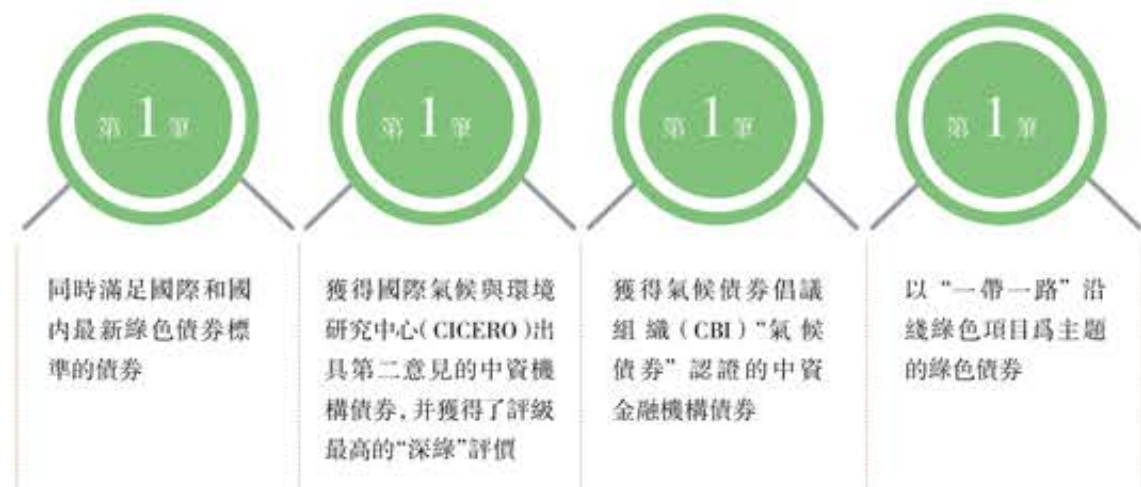 第 1 筆
第 1 筆
第 1 筆
第 1 筆
同時滿足國際和國
内最新綠色債券標
準的債券
獲得國際氣候與環境
研究中心(CICERO)出
具第二意見的中資機
構債券,并獲得了評級
最高的“深綠”評價
獲得氣候債券倡議
組織(CBI)”氣候
債券”認證的中資
金融機構債券
以“一帶一路”沿
綫綠色項目爲主題
的綠色債券